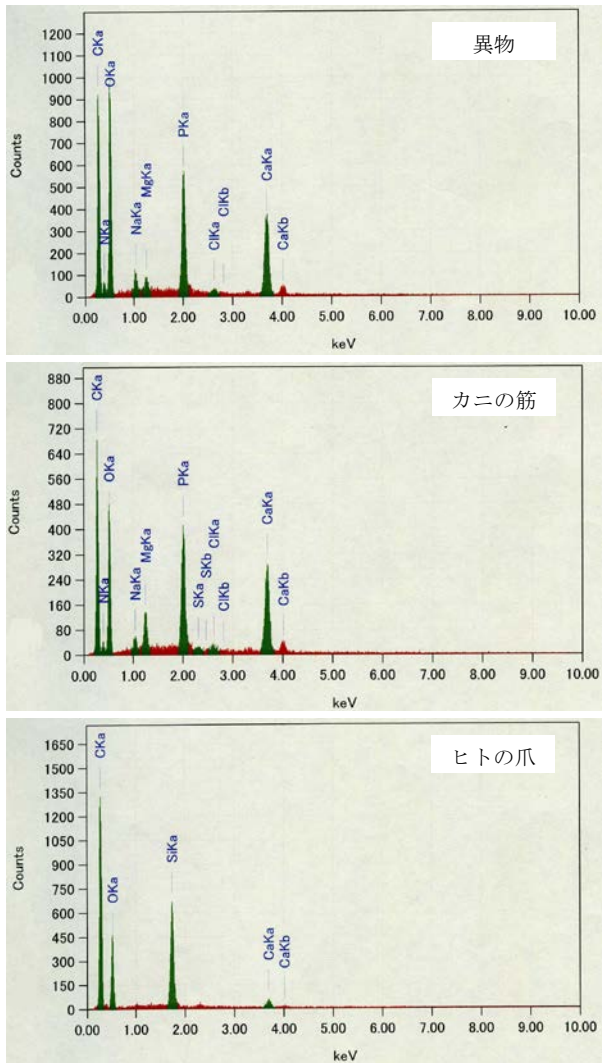 異物
1200
1100
1000
900
800
700
600
500
400
300
200
100
0
Counts
CKa
OKa
NKa
NaKa
MgKa
PKa
ClKa
ClKb
CaKa
CaKb
0.00 1.00 2.00 3.00 4.00 5.00 6.00 7.00 8.00 9.00 10.00
keV
カニの筋
880
800
720
640
560
480
400
320
240
160
80
0
Counts
CKa
OKa
NKa
NaKa
MgKa
PKa
SKa
SKb
ClKa
ClKb
CaKa
CaKb
0.00 1.00 2.00 3.00 4.00 5.00 6.00 7.00 8.00 9.00 10.00
keV
ヒトの爪
1650
1500
1350
1200
1050
900
750
600
450
300
150
0
Counts
CKa
OKa
SiKa
CaKa
CaKb
0.00 1.00 2.00 3.00 4.00 5.00 6.00 7.00 8.00 9.00 10.00
keV